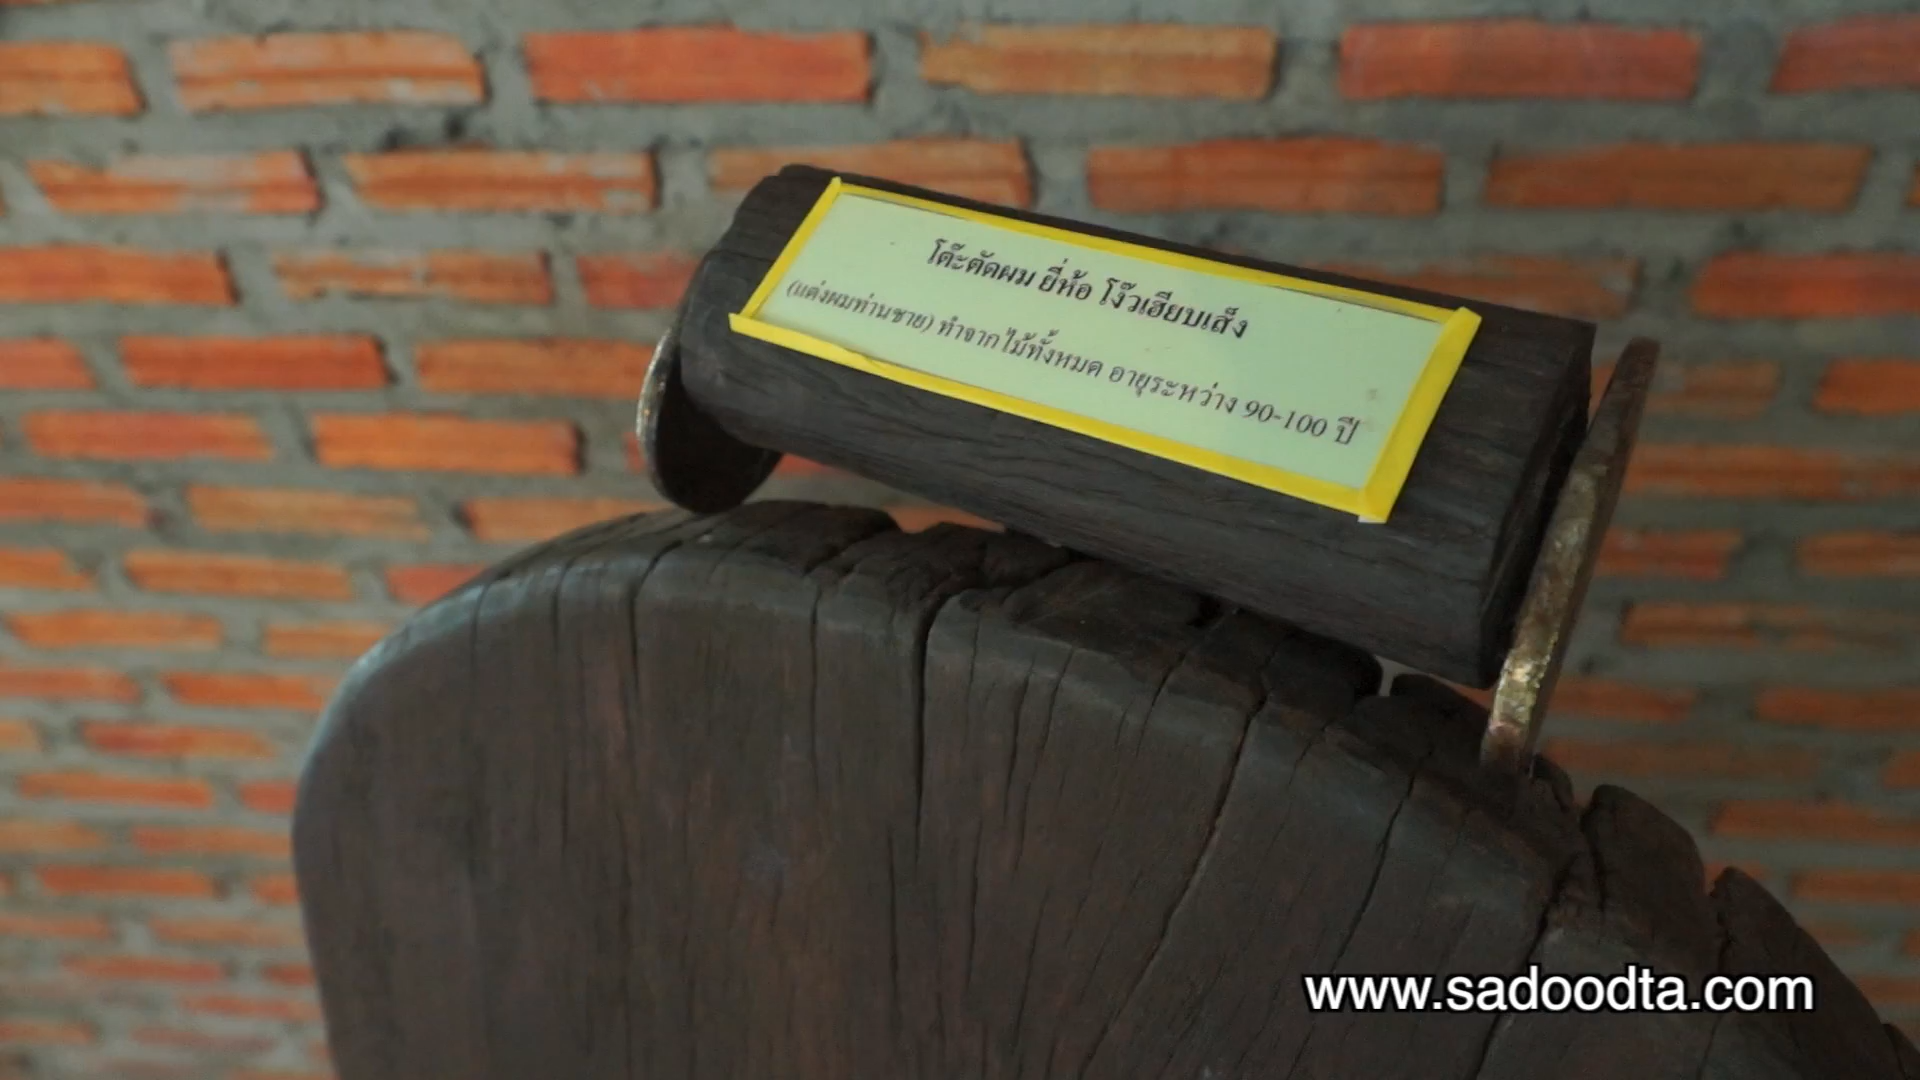 โต๊ะตัดผม ยี่ห้อ โง๊วเฮียบเส็ง
(แต่งผมท่านชาย) ทำจากไม้ทั้งหมด อายุระหว่าง 90-100 ปี
www.sadoodta.com